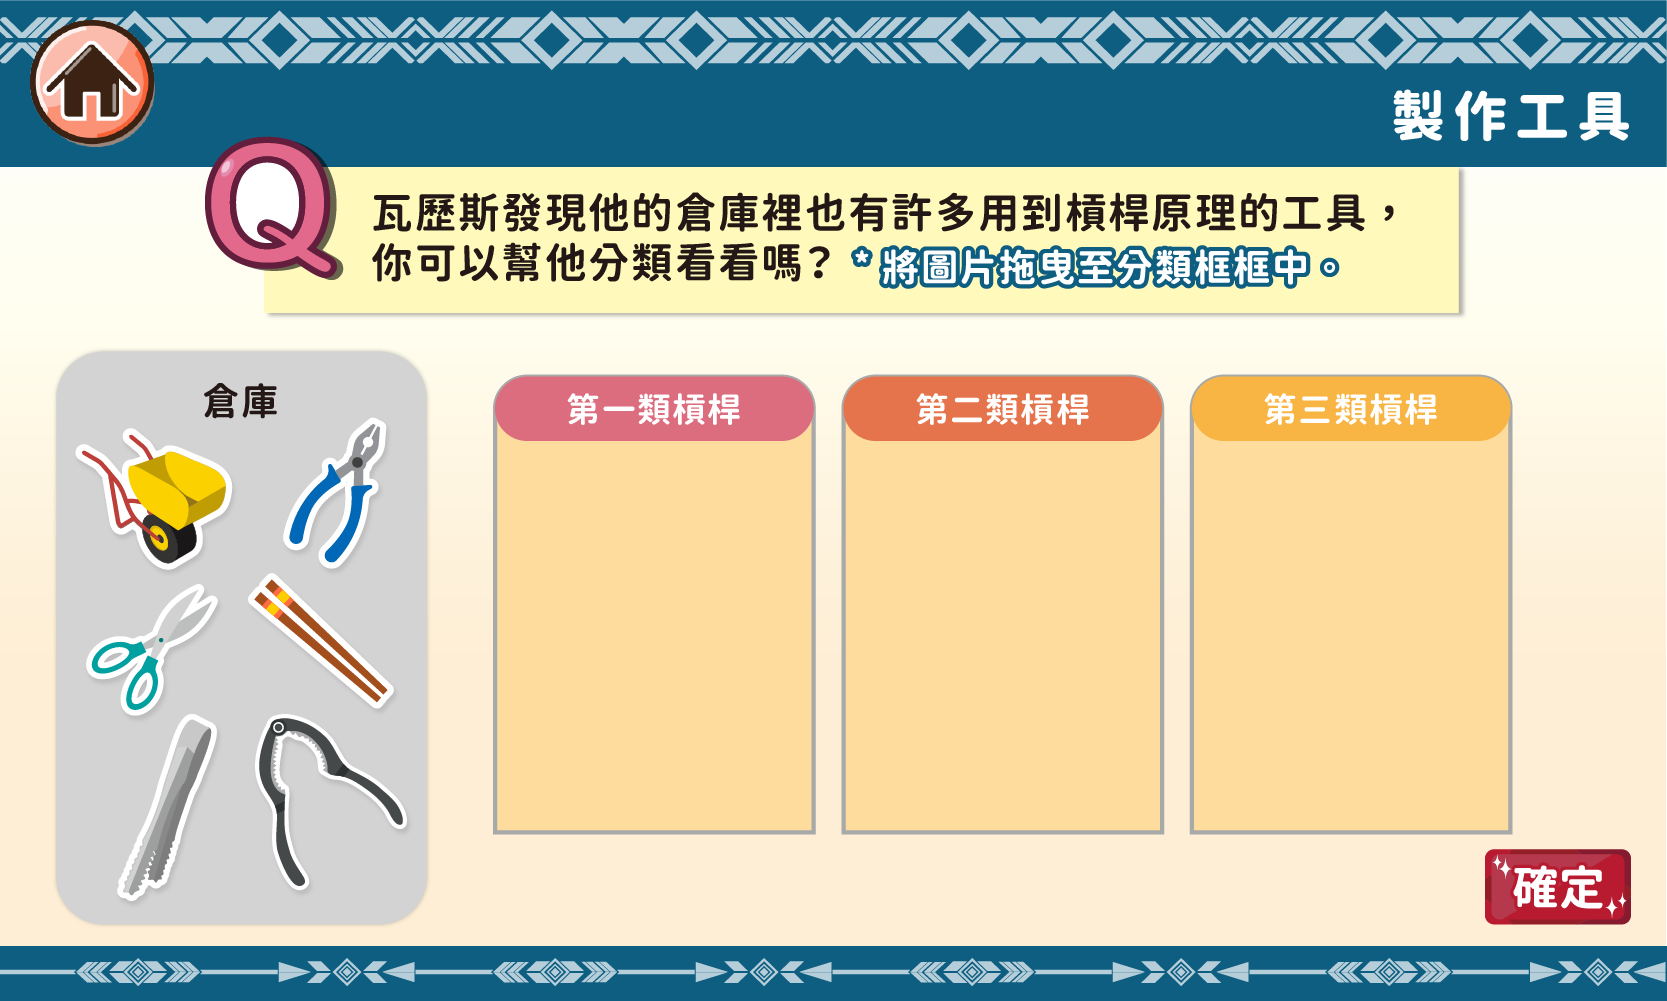 製作工具
Q
瓦歷斯發現他的倉庫裡也有許多用到槓桿原理的工具，
你可以幫他分類看看嗎？*將圖片拖曳至分類框框中。
倉庫
第一類槓桿
第二類槓桿
第三類槓桿
確定